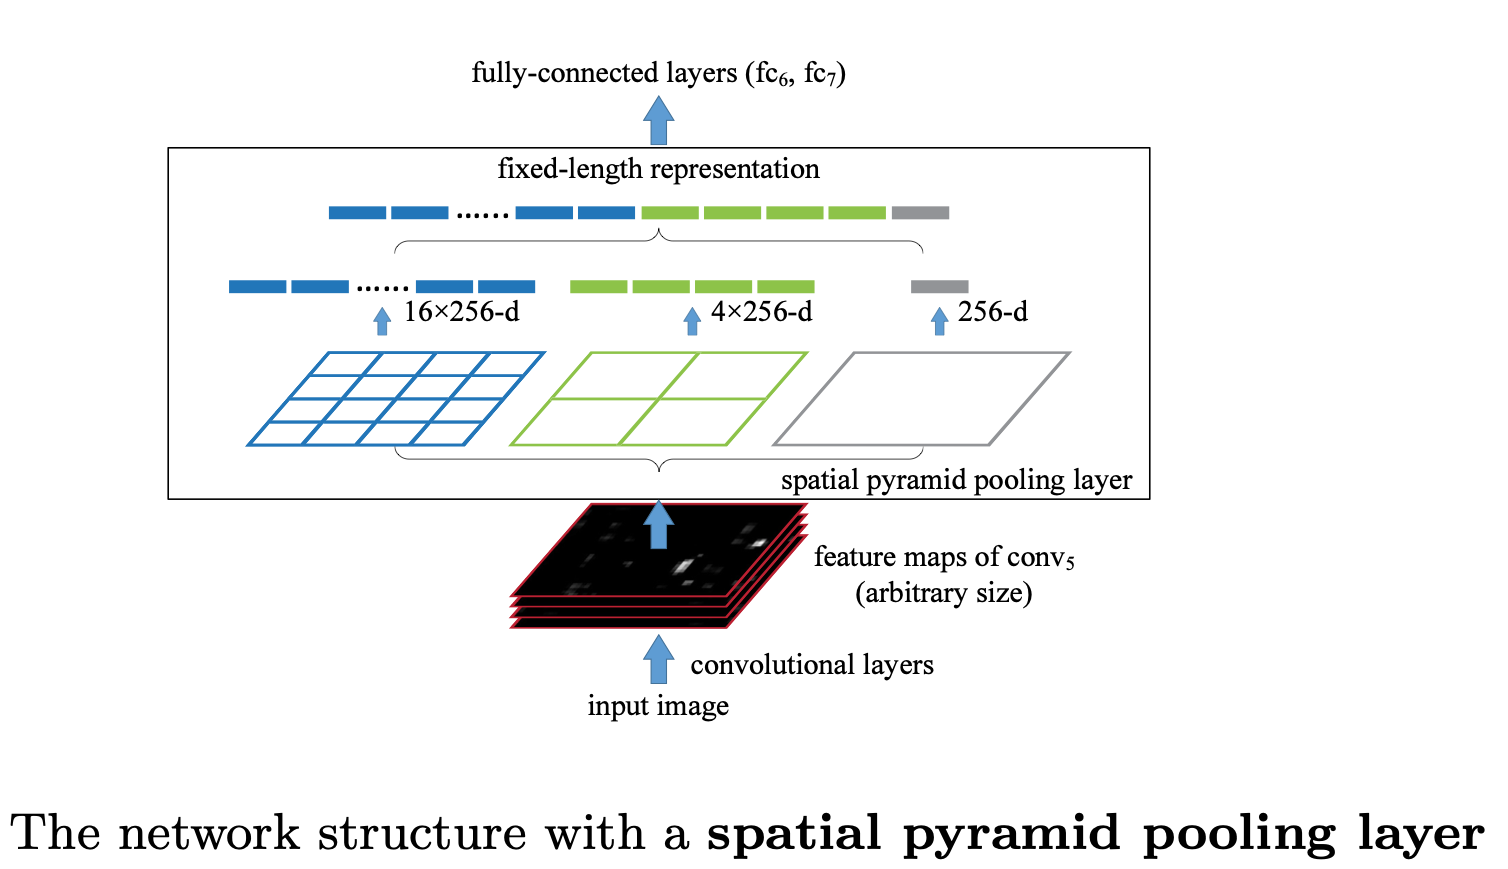 fully-connected layers (fc₆, fc₇)
fixed-length representation
......
......
16×256-d
4×256-d
256-d
spatial pyramid pooling layer
feature maps of conv₅
(arbitrary size)
convolutional layers
input image
The network structure with a spatial pyramid pooling layer